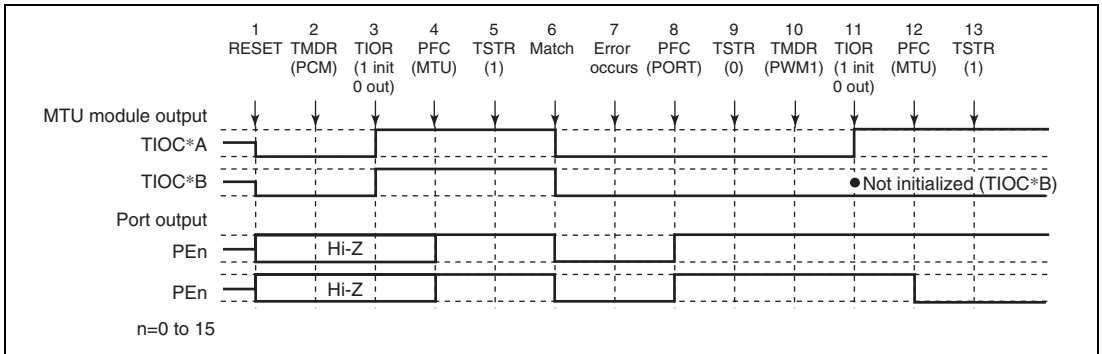 1 2 3 4 5 6 7 8 9 10 11 12 13
RESET TMDR TIOR PFC TSTR Match Error PFC TSTR TMDR TIOR PFC TSTR
(PCM) (1 init (MTU) (1) occurs (PORT) (0) (PWM1) (1 init (MTU) (1)
0 out) 0 out)
MTU module output
TIOC*A
TIOC*B
● Not initialized (TIOC*B)
Port output
PEn Hi-Z
PEn Hi-Z
n=0 to 15